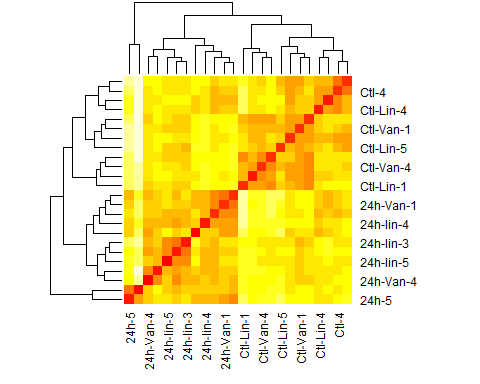 Ctl-4
Ctl-Lin-4
Ctl-Van-1
Ctl-Lin-5
Ctl-Van-4
Ctl-Lin-1
24h-Van-1
24h-lin-4
24h-lin-3
24h-lin-5
24h-Van-4
24h-5
24h-5
24h-Van-4
24h-lin-5
24h-lin-3
24h-lin-4
24h-Van-1
Ctl-Lin-1
Ctl-Van-4
Ctl-Lin-5
Ctl-Van-1
Ctl-Lin-4
Ctl-4